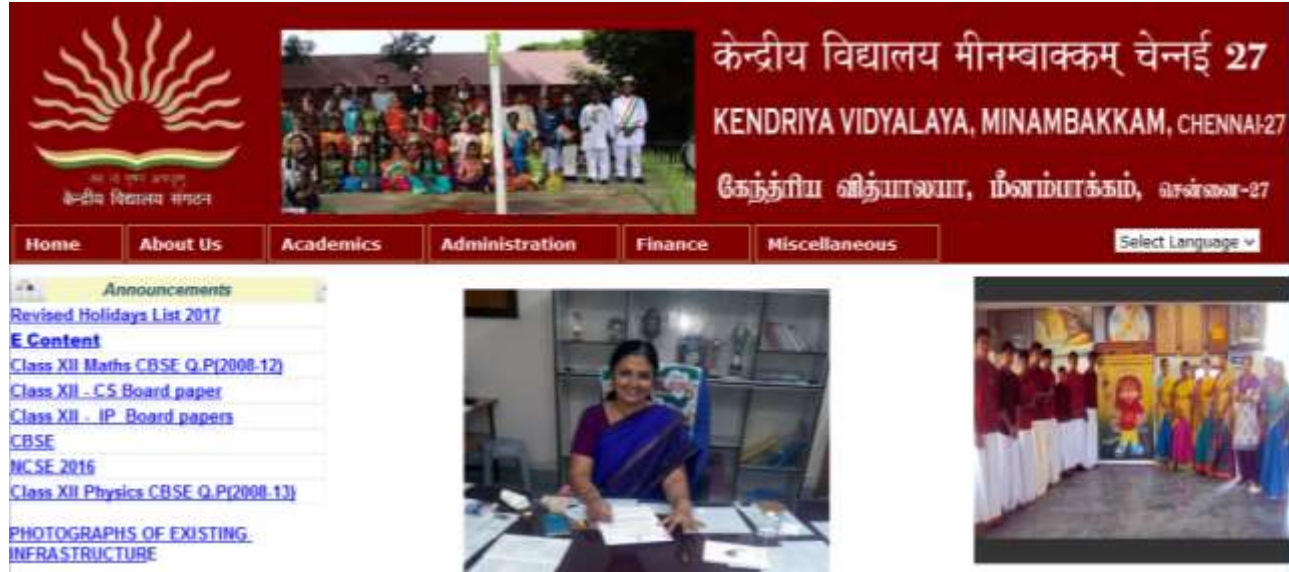 केन्द्रीय विद्यालय मीनम्बाक्कम् चेन्नई 27
KENDRIYA VIDYALAYA, MINAMBAKKAM, CHENNAI-27
கேந்த்ரிய வித்யாலயா, மீனம்பாக்கம், சென்னை-27
केन्द्रीय विद्यालय संगठन
Home About Us Academics Administration Finance Miscellaneous Select Language
Announcements
Revised Holidays List 2017
E Content
Class XII Maths CBSE Q.P(2008-12)
Class XII - CS Board paper
Class XII - IP Board papers
CBSE
NCSE 2016
Class XII Physics CBSE Q.P(2008-13)
PHOTOGRAPHS OF EXISTING
INFRASTRUCTURE